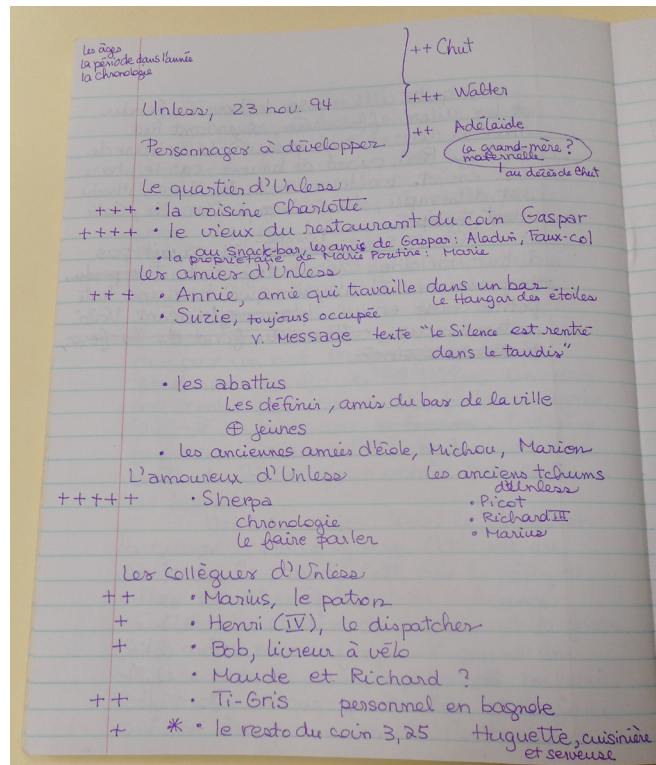 les âges
la période dans l'année
la chronologie
++ Chut
Unless, 23 nov. 94
+++ Walter
Personnages à développer
++ Adélaïde
la grand-mère ?
maternelle
au décès de Chut
Le quartier d'Unless
+++ • la voisine Charlotte
++++ • le vieux du restaurant du coin Gaspar
au snack-bar, les amis de Gaspar : Aladin, Faux-col
• la propriétaire de Marie Poutine : Marie
Les amies d'Unless
+++ • Annie, amie qui travaille dans un bar
le Hangar des étoiles
• Suzie, toujours occupée
V. Message texte "le Silence est rentré
dans le taudis"
• les abattus
Les définir, amis du bar de la ville
⊕ jeunes
• les anciennes amies d'école, Michou, Marion
L'amoureux d'Unless
+++++ • Sherpa
chronologie
le faire parler
les anciens tchums
d'Unless
• Picot
• Richard III
• Marius
Les collègues d'Unless
++ • Marius, le patron
+ • Henri (IV), le dispatcher
+ • Bob, livreur à vélo
• Maude et Richard ?
++ • Ti-Gris personnel en bagnole
+ * • le resto du coin 3,25 Huguette, cuisinière
et serveuse